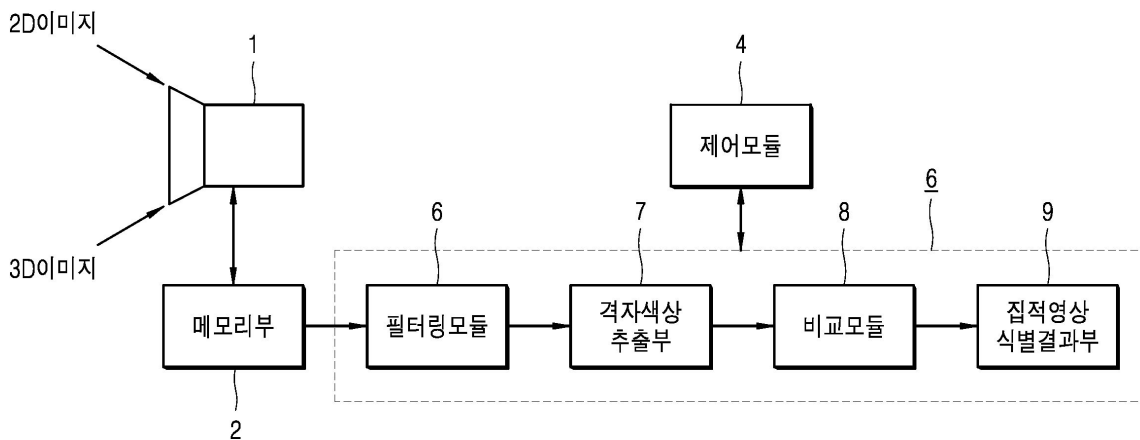 2D이미지
1
4
제어모듈
3D이미지
6
7
8
6
9
메모리부
필터링모듈
격자색상
추출부
비교모듈
집적영상
식별결과부
2